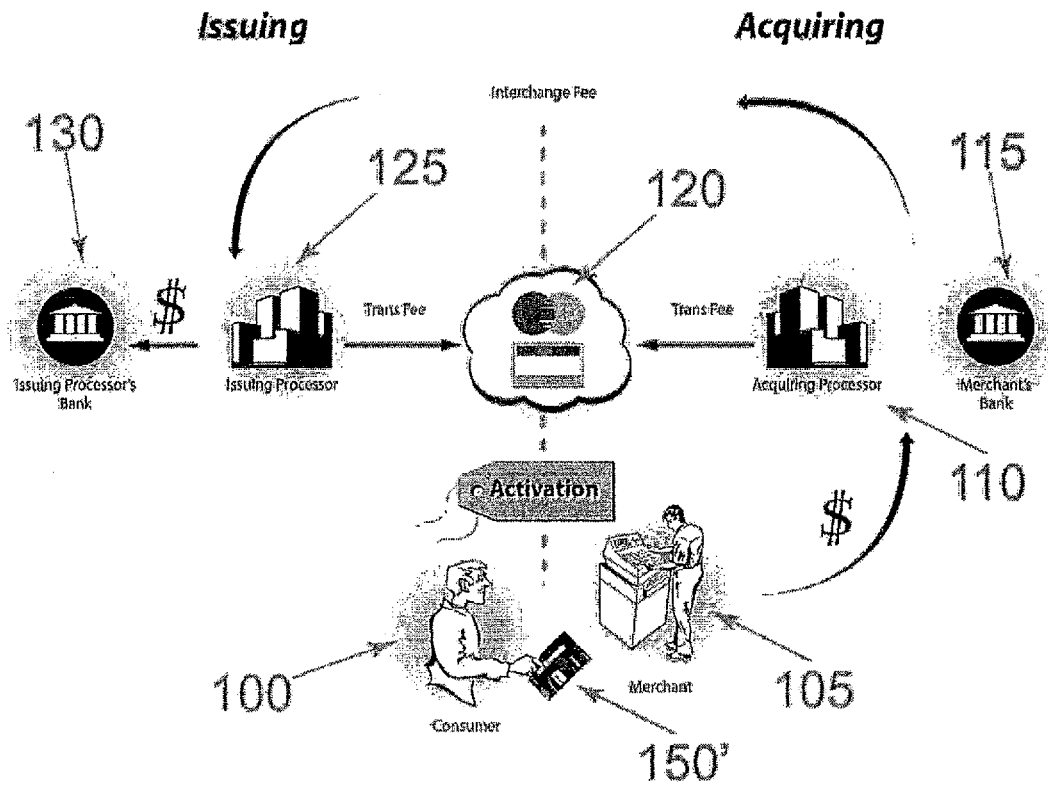 Issuing
Acquiring
Interchange Fee
130
125
120
115
$
Trans Fee
Trans Fee
Issuing Processor's
Bank
Issuing Processor
Acquiring Processor
Merchant's
Bank
110
Activation
$
100
Merchant
105
Consumer
150'